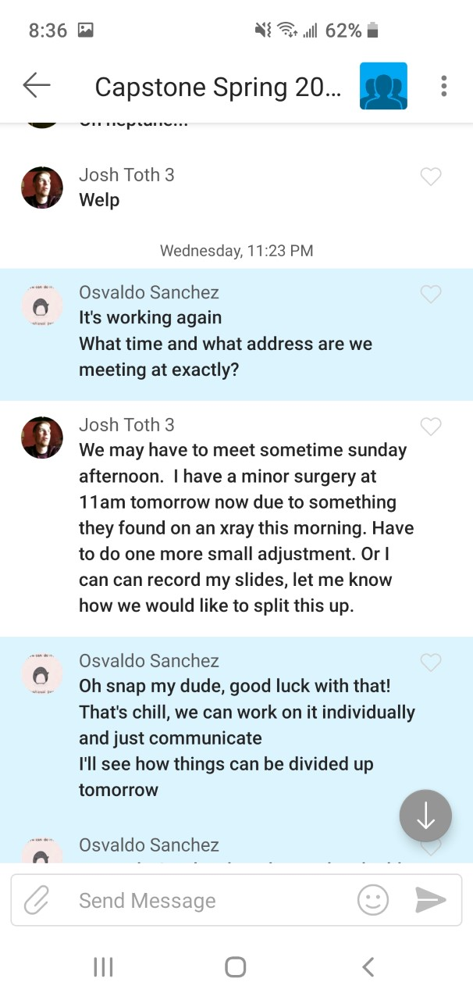 8:36 62%
Capstone Spring 20...
Josh Toth 3
Welp
Wednesday, 11:23 PM
Osvaldo Sanchez
It's working again
What time and what address are we
meeting at exactly?
Josh Toth 3
We may have to meet sometime sunday
afternoon. I have a minor surgery at
11am tomorrow now due to something
they found on an xray this morning. Have
to do one more small adjustment. Or I
can can record my slides, let me know
how we would like to split this up.
Osvaldo Sanchez
Oh snap my dude, good luck with that!
That's chill, we can work on it individually
and just communicate
I'll see how things can be divided up
tomorrow
Osvaldo Sanchez
Send Message